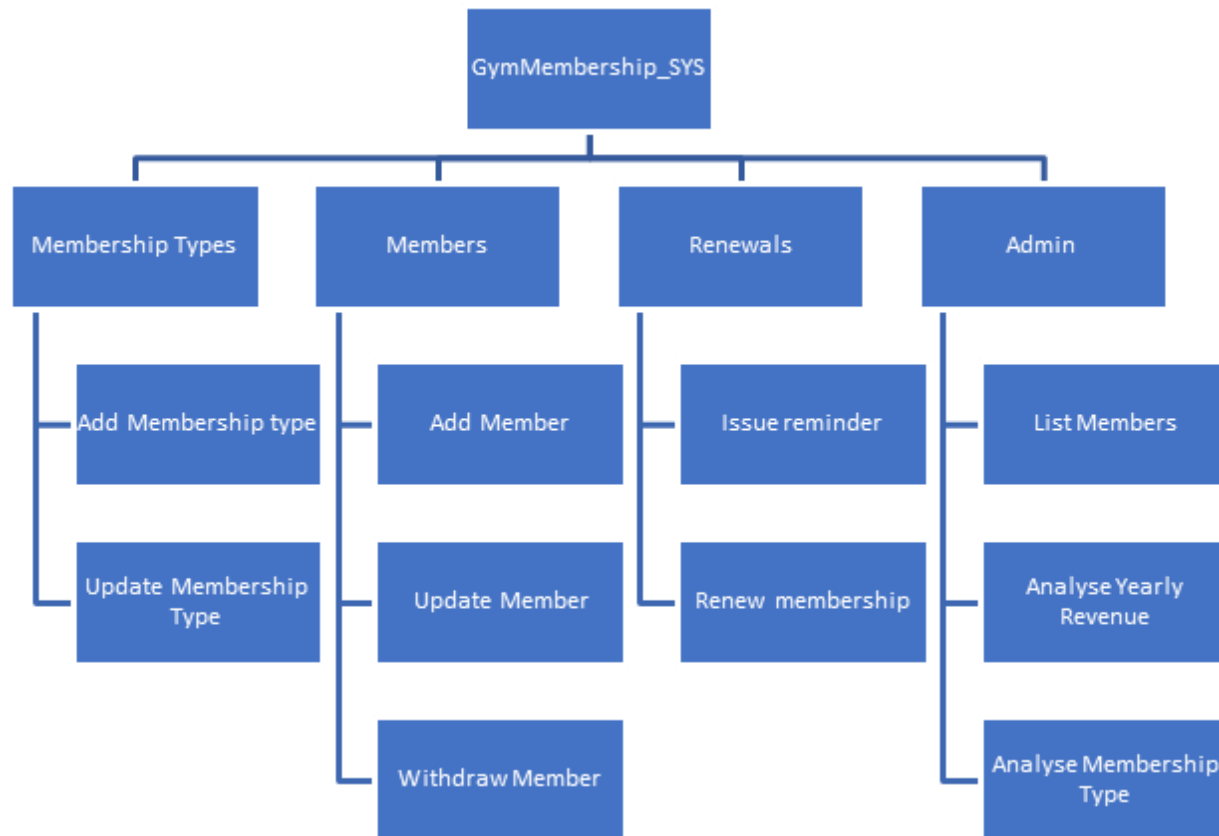 GymMembership_SYS
Membership Types
Members
Renewals
Admin
Add Membership type
Add Member
Issue reminder
List Members
Update Membership
Type
Update Member
Renew membership
Analyse Yearly
Revenue
Withdraw Member
Analyse Membership
Type